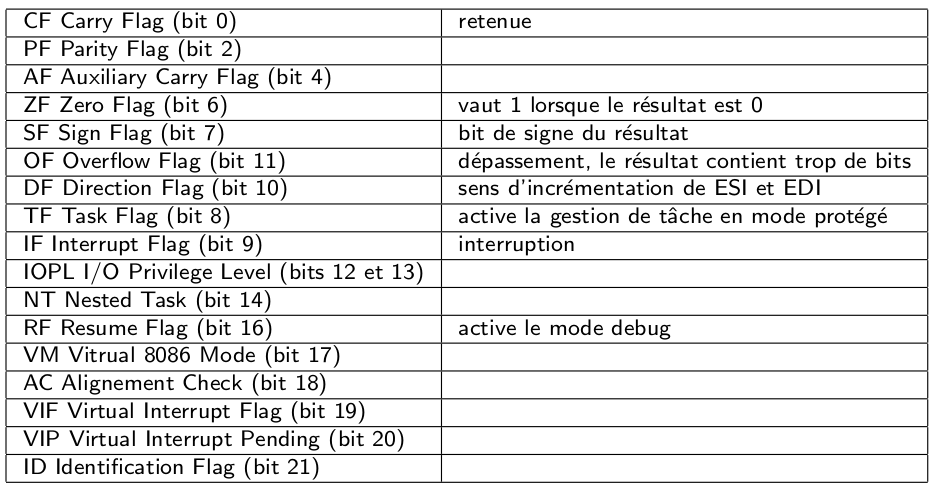 CF Carry Flag (bit 0) retenue
PF Parity Flag (bit 2)
AF Auxiliary Carry Flag (bit 4)
ZF Zero Flag (bit 6) vaut 1 lorsque le résultat est 0
SF Sign Flag (bit 7) bit de signe du résultat
OF Overflow Flag (bit 11) dépassement, le résultat contient trop de bits
DF Direction Flag (bit 10) sens d'incrémentation de ESI et EDI
TF Task Flag (bit 8) active la gestion de tâche en mode protégé
IF Interrupt Flag (bit 9) interruption
IOPL I/O Privilege Level (bits 12 et 13)
NT Nested Task (bit 14)
RF Resume Flag (bit 16) active le mode debug
VM Vitrual 8086 Mode (bit 17)
AC Alignement Check (bit 18)
VIF Virtual Interrupt Flag (bit 19)
VIP Virtual Interrupt Pending (bit 20)
ID Identification Flag (bit 21)